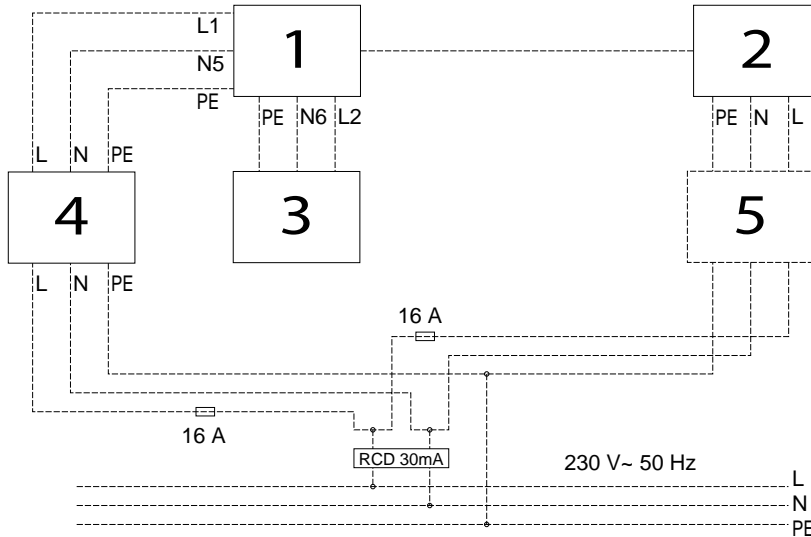 L1
1
2
N5
PE
PE N6 L2
PE N L
L N PE
4
3
5
L N PE
16 A
16 A
RCD 30mA
230 V~ 50 Hz
L
N
PE